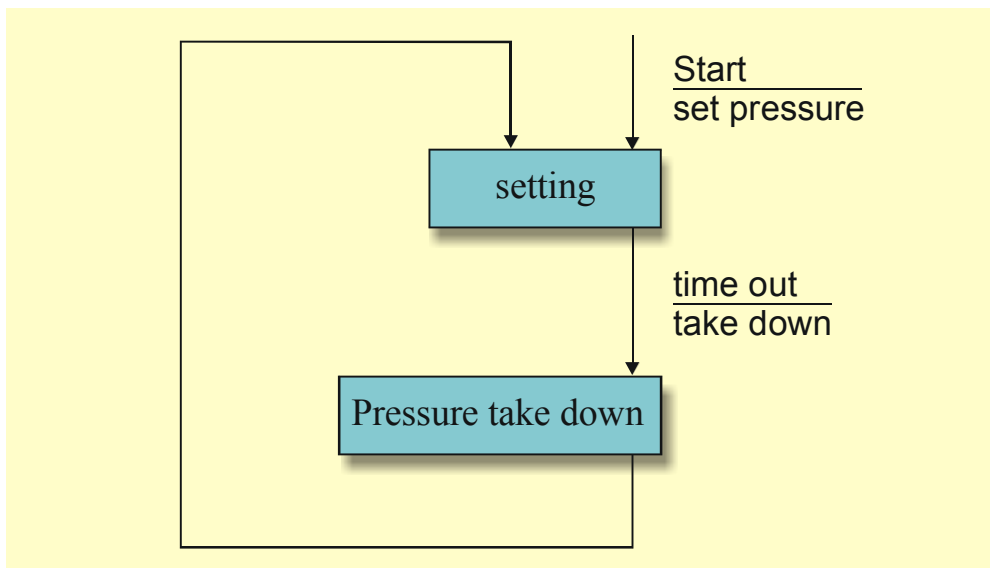 Start
set pressure
setting
time out
take down
Pressure take down